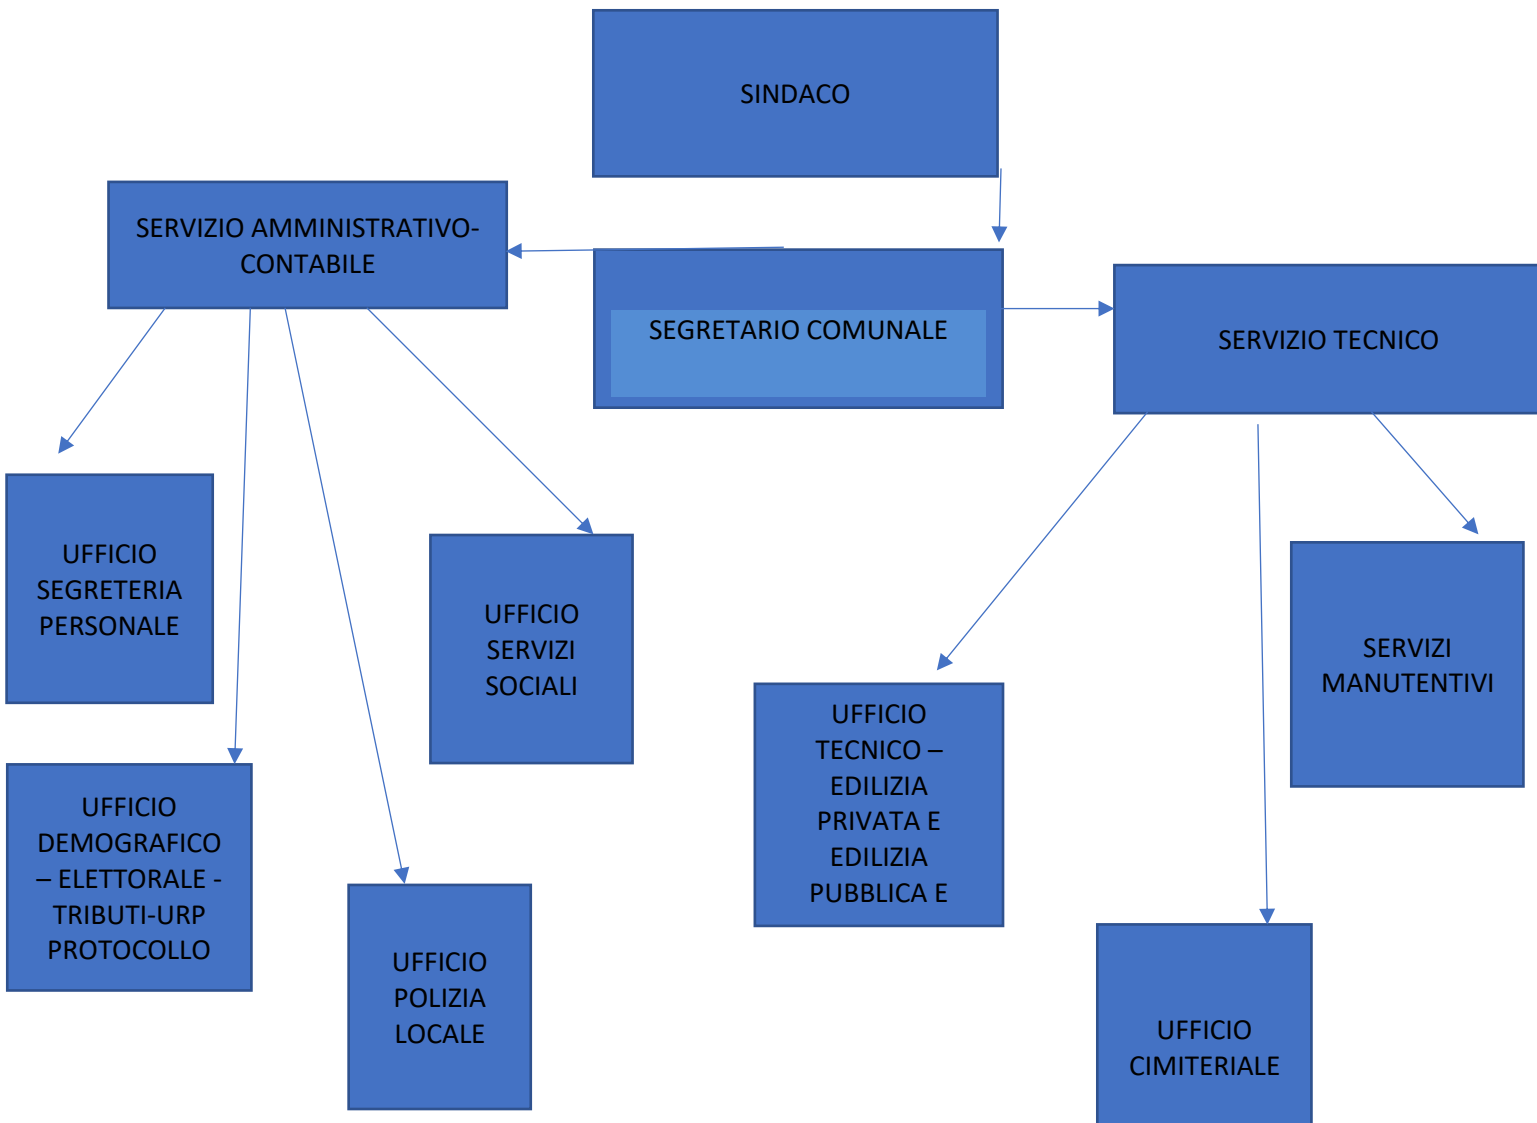 SINDACO
SERVIZIO AMMINISTRATIVO-
CONTABILE
SEGRETARIO COMUNALE
SERVIZIO TECNICO
UFFICIO
SEGRETERIA
PERSONALE
UFFICIO
SERVIZI
SOCIALI
SERVIZI
MANUTENTIVI
UFFICIO
TECNICO –
EDILIZIA
PRIVATA E
EDILIZIA
PUBBLICA E
UFFICIO
DEMOGRAFICO
– ELETTORALE -
TRIBUTI-URP
PROTOCOLLO
UFFICIO
POLIZIA
LOCALE
UFFICIO
CIMITERIALE